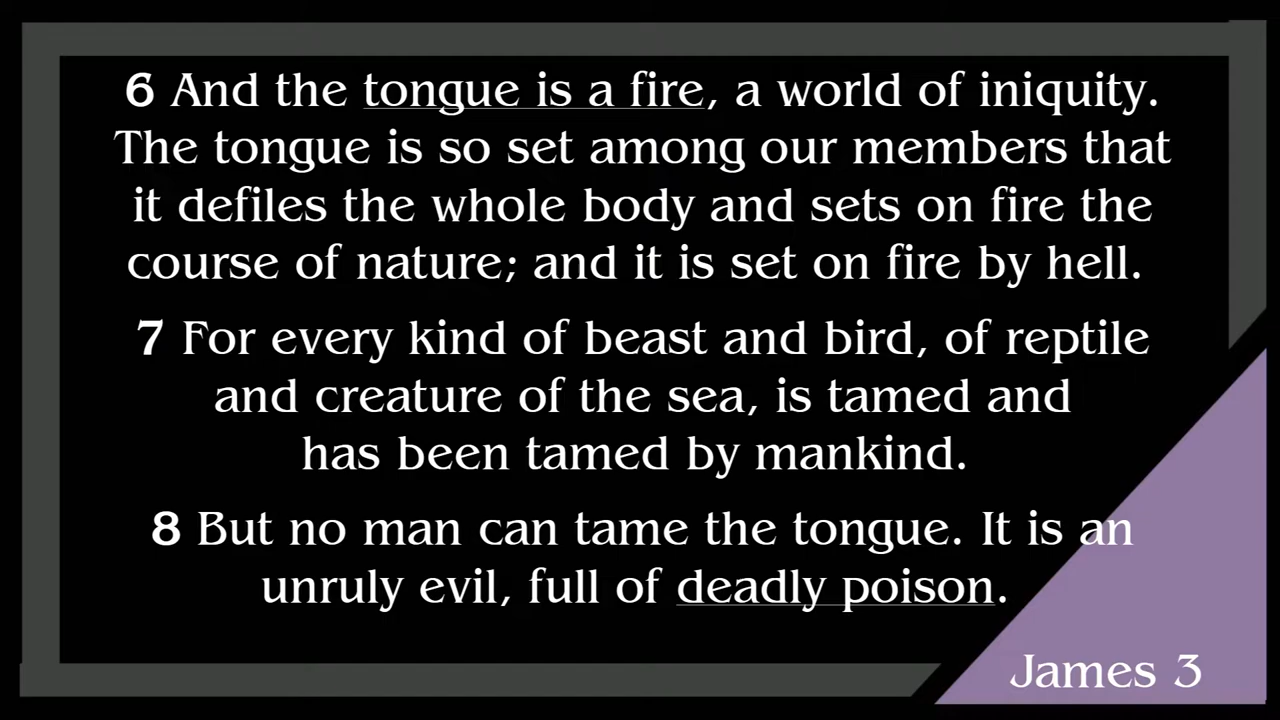 6 And the tongue is a fire, a world of iniquity.
The tongue is so set among our members that
it defiles the whole body and sets on fire the
course of nature; and it is set on fire by hell.
7 For every kind of beast and bird, of reptile
and creature of the sea, is tamed and
has been tamed by mankind.
8 But no man can tame the tongue. It is an
unruly evil, full of deadly poison.
James 3